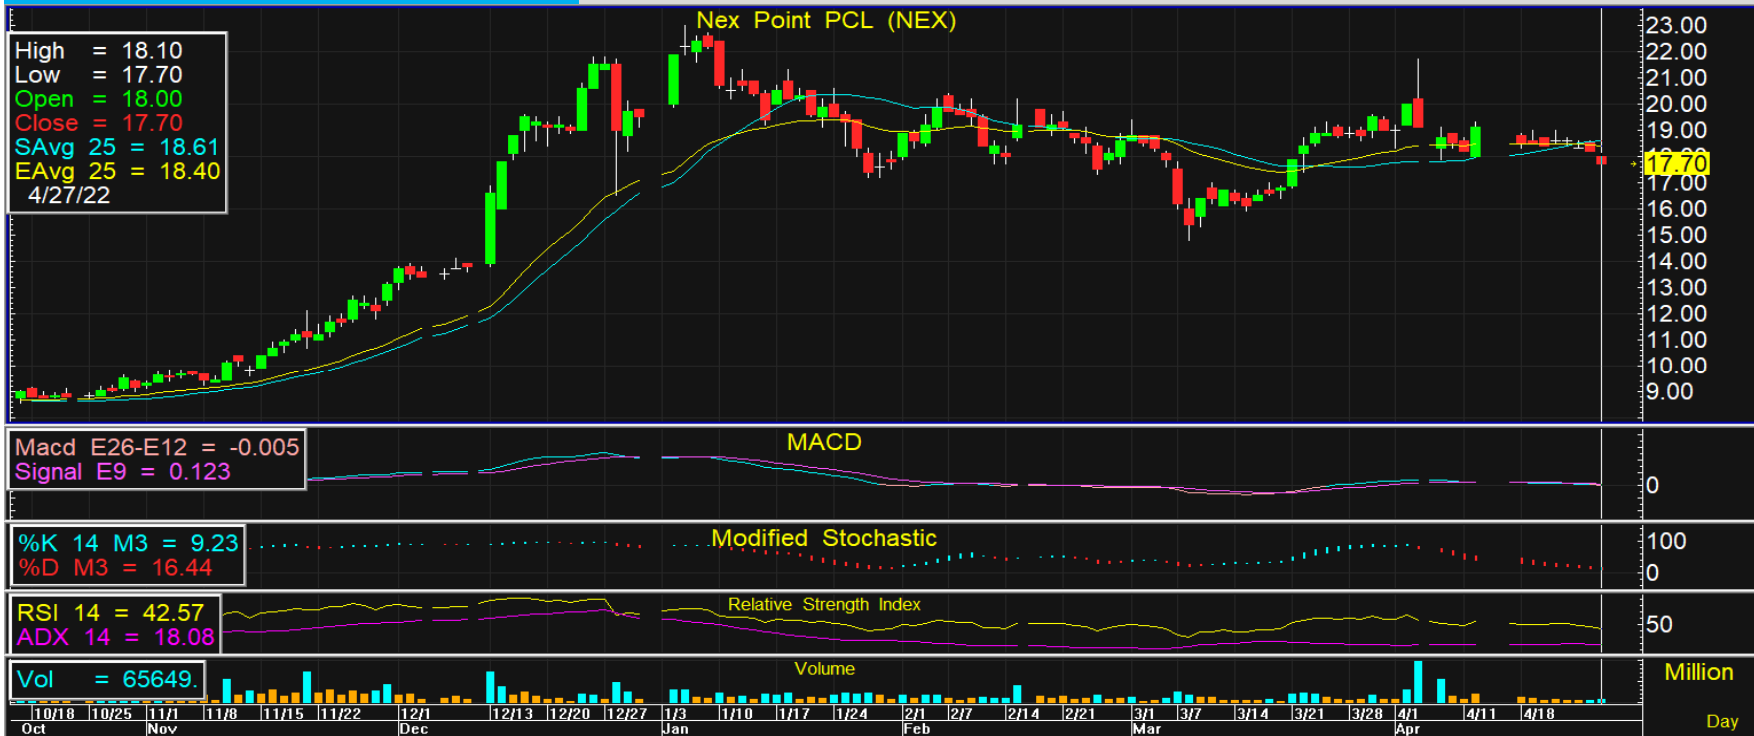 Nex Point PCL (NEX)
High = 18.10
Low = 17.70
Open = 18.00
Close = 17.70
SAvg 25 = 18.61
EAvg 25 = 18.40
4/27/22
23.00
22.00
21.00
20.00
19.00
17.70
17.00
16.00
15.00
14.00
13.00
12.00
11.00
10.00
9.00
MACD
Macd E26-E12 = -0.005
Signal E9 = 0.123
0
Modified Stochastic
%K 14 M3 = 9.23
%D M3 = 16.44
100
0
Relative Strength Index
RSI 14 = 42.57
ADX 14 = 18.08
50
Volume
Vol = 65649.
Million
10/18 10/25 11/1 11/8 11/15 11/22 12/1 12/13 12/20 12/27 1/3 1/10 1/17 1/24 2/1 2/7 2/14 2/21 3/1 3/7 3/14 3/21 3/28 4/1 4/11 4/18
Oct Nov Dec Jan Feb Mar Apr
Day